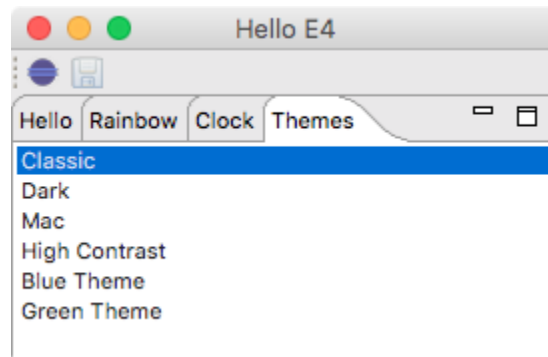 Hello E4
Hello Rainbow Clock Themes
Classic
Dark
Mac
High Contrast
Blue Theme
Green Theme